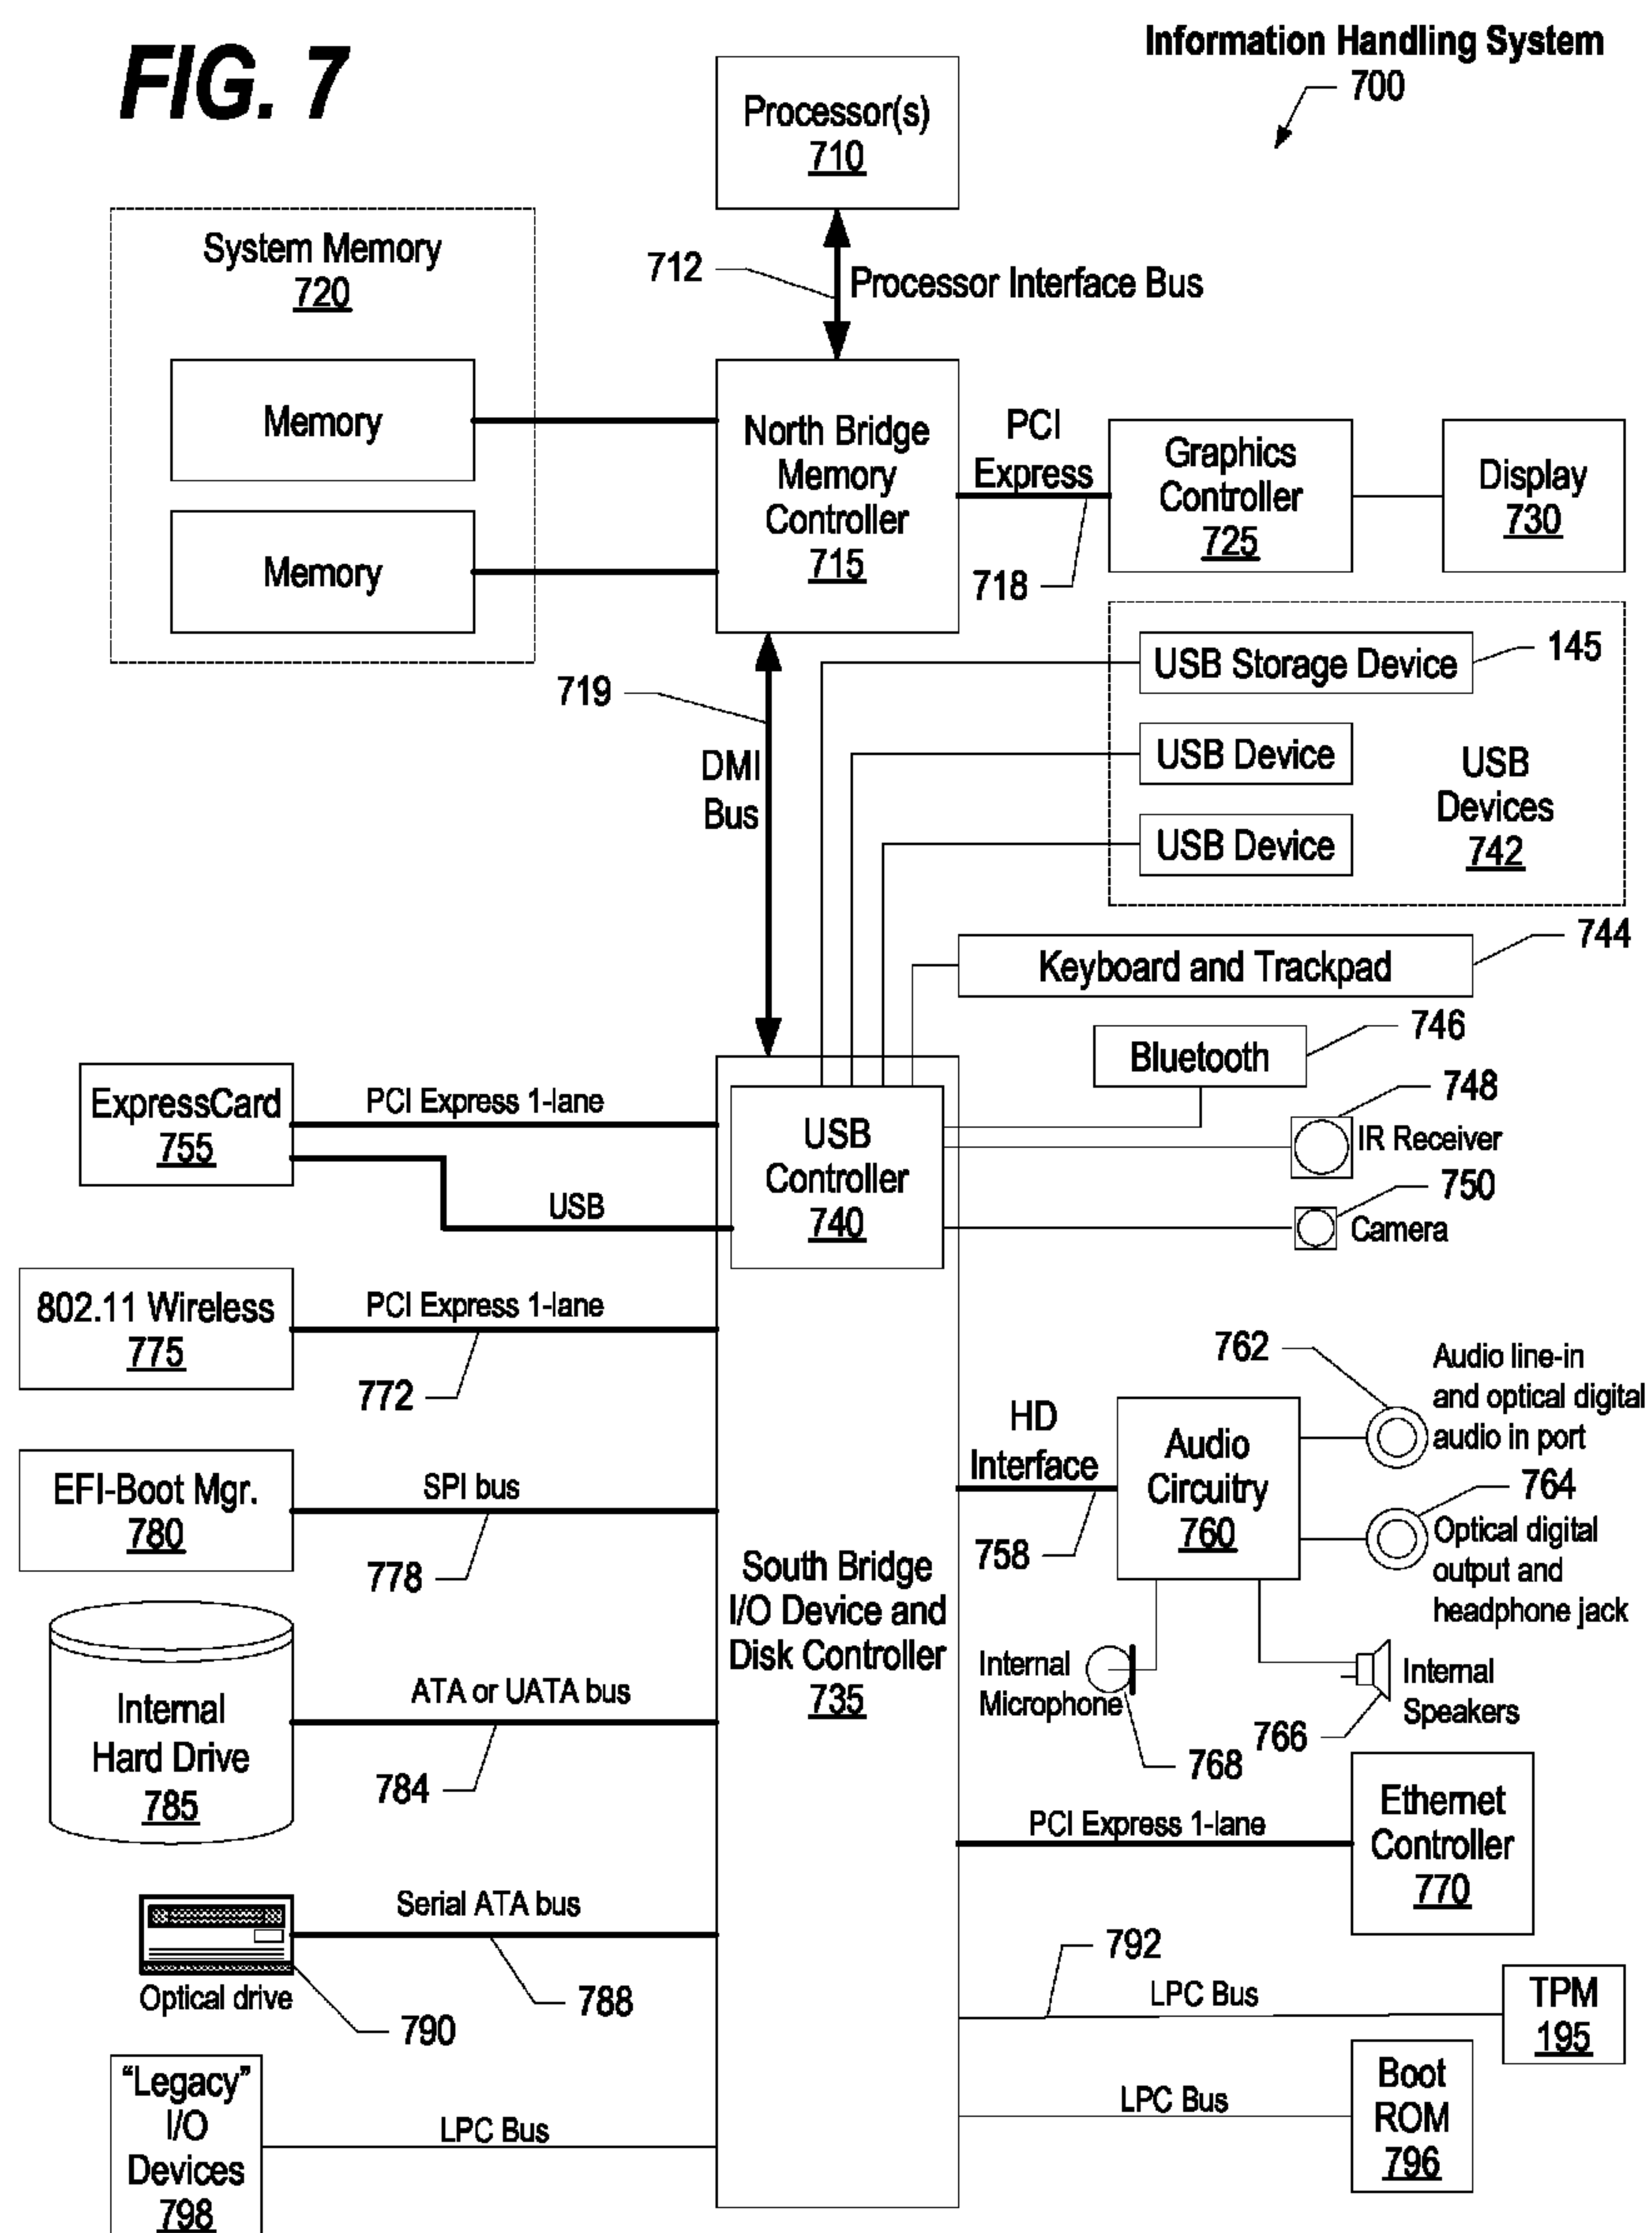 FIG. 7
Information Handling System
700
Processor(s)
710
System Memory
720
712
Processor Interface Bus
Memory
Memory
North Bridge
Memory
Controller
715
PCI
Express
718
Graphics
Controller
725
Display
730
719
DMI
Bus
USB Storage Device
145
USB Device
USB Device
USB
Devices
742
744
Keyboard and Trackpad
746
Bluetooth
748
IR Receiver
750
Camera
ExpressCard
755
PCI Express 1-lane
USB
USB
Controller
740
802.11 Wireless
775
PCI Express 1-lane
772
EFI-Boot Mgr.
780
SPI bus
778
Internal
Hard Drive
785
ATA or UATA bus
784
South Bridge
I/O Device and
Disk Controller
735
HD
Interface
758
Audio
Circuitry
760
762
Audio line-in
and optical digital
audio in port
764
Optical digital
output and
headphone jack
Internal
Microphone
768
766
Internal
Speakers
PCI Express 1-lane
Ethernet
Controller
770
Serial ATA bus
788
Optical drive
790
792
LPC Bus
TPM
195
LPC Bus
Boot
ROM
796
"Legacy"
I/O
Devices
798
LPC Bus